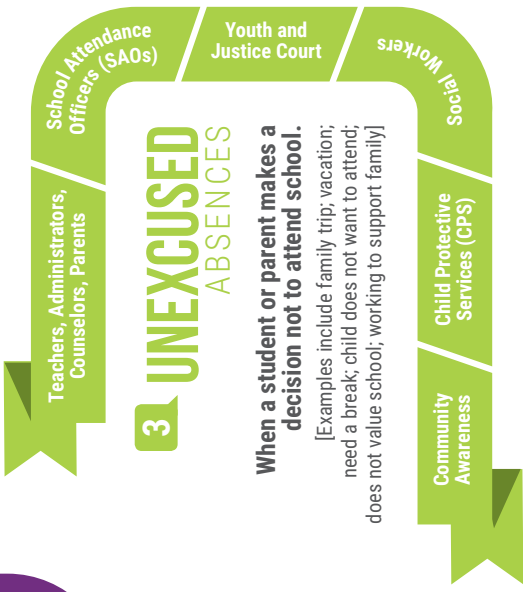 Teachers, Administrators,
Counselors, Parents
School Attendance
Officers (SAOs)
Youth and
Justice Court
Social Workers
Child Protective
Services (CPS)
Community
Awareness
3
UNEXCUSED
ABSENCES
When a student or parent makes a
decision not to attend school.
[Examples include family trip; vacation;
need a break; child does not want to attend;
does not value school; working to support family]